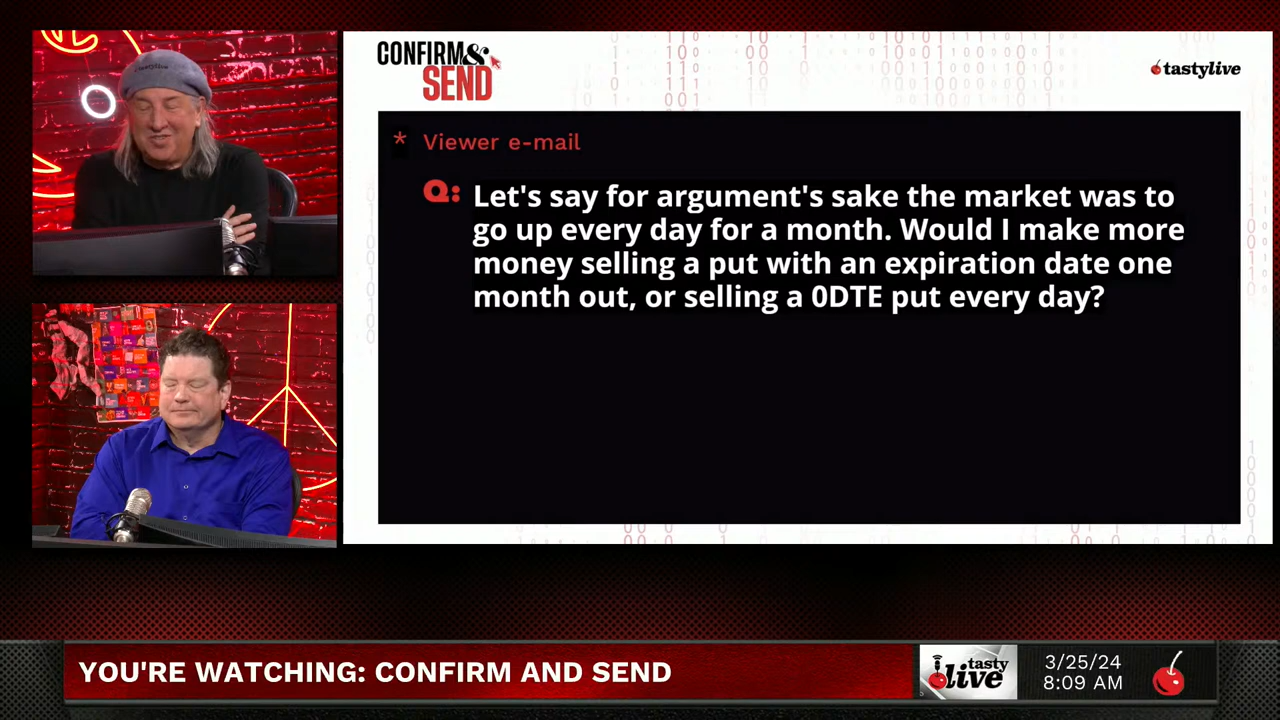 CONFIRM&
SEND
tastylive
* Viewer e-mail
Q: Let's say for argument's sake the market was to
go up every day for a month. Would I make more
money selling a put with an expiration date one
month out, or selling a 0DTE put every day?
YOU'RE WATCHING: CONFIRM AND SEND
tasty
live
3/25/24
8:09 AM